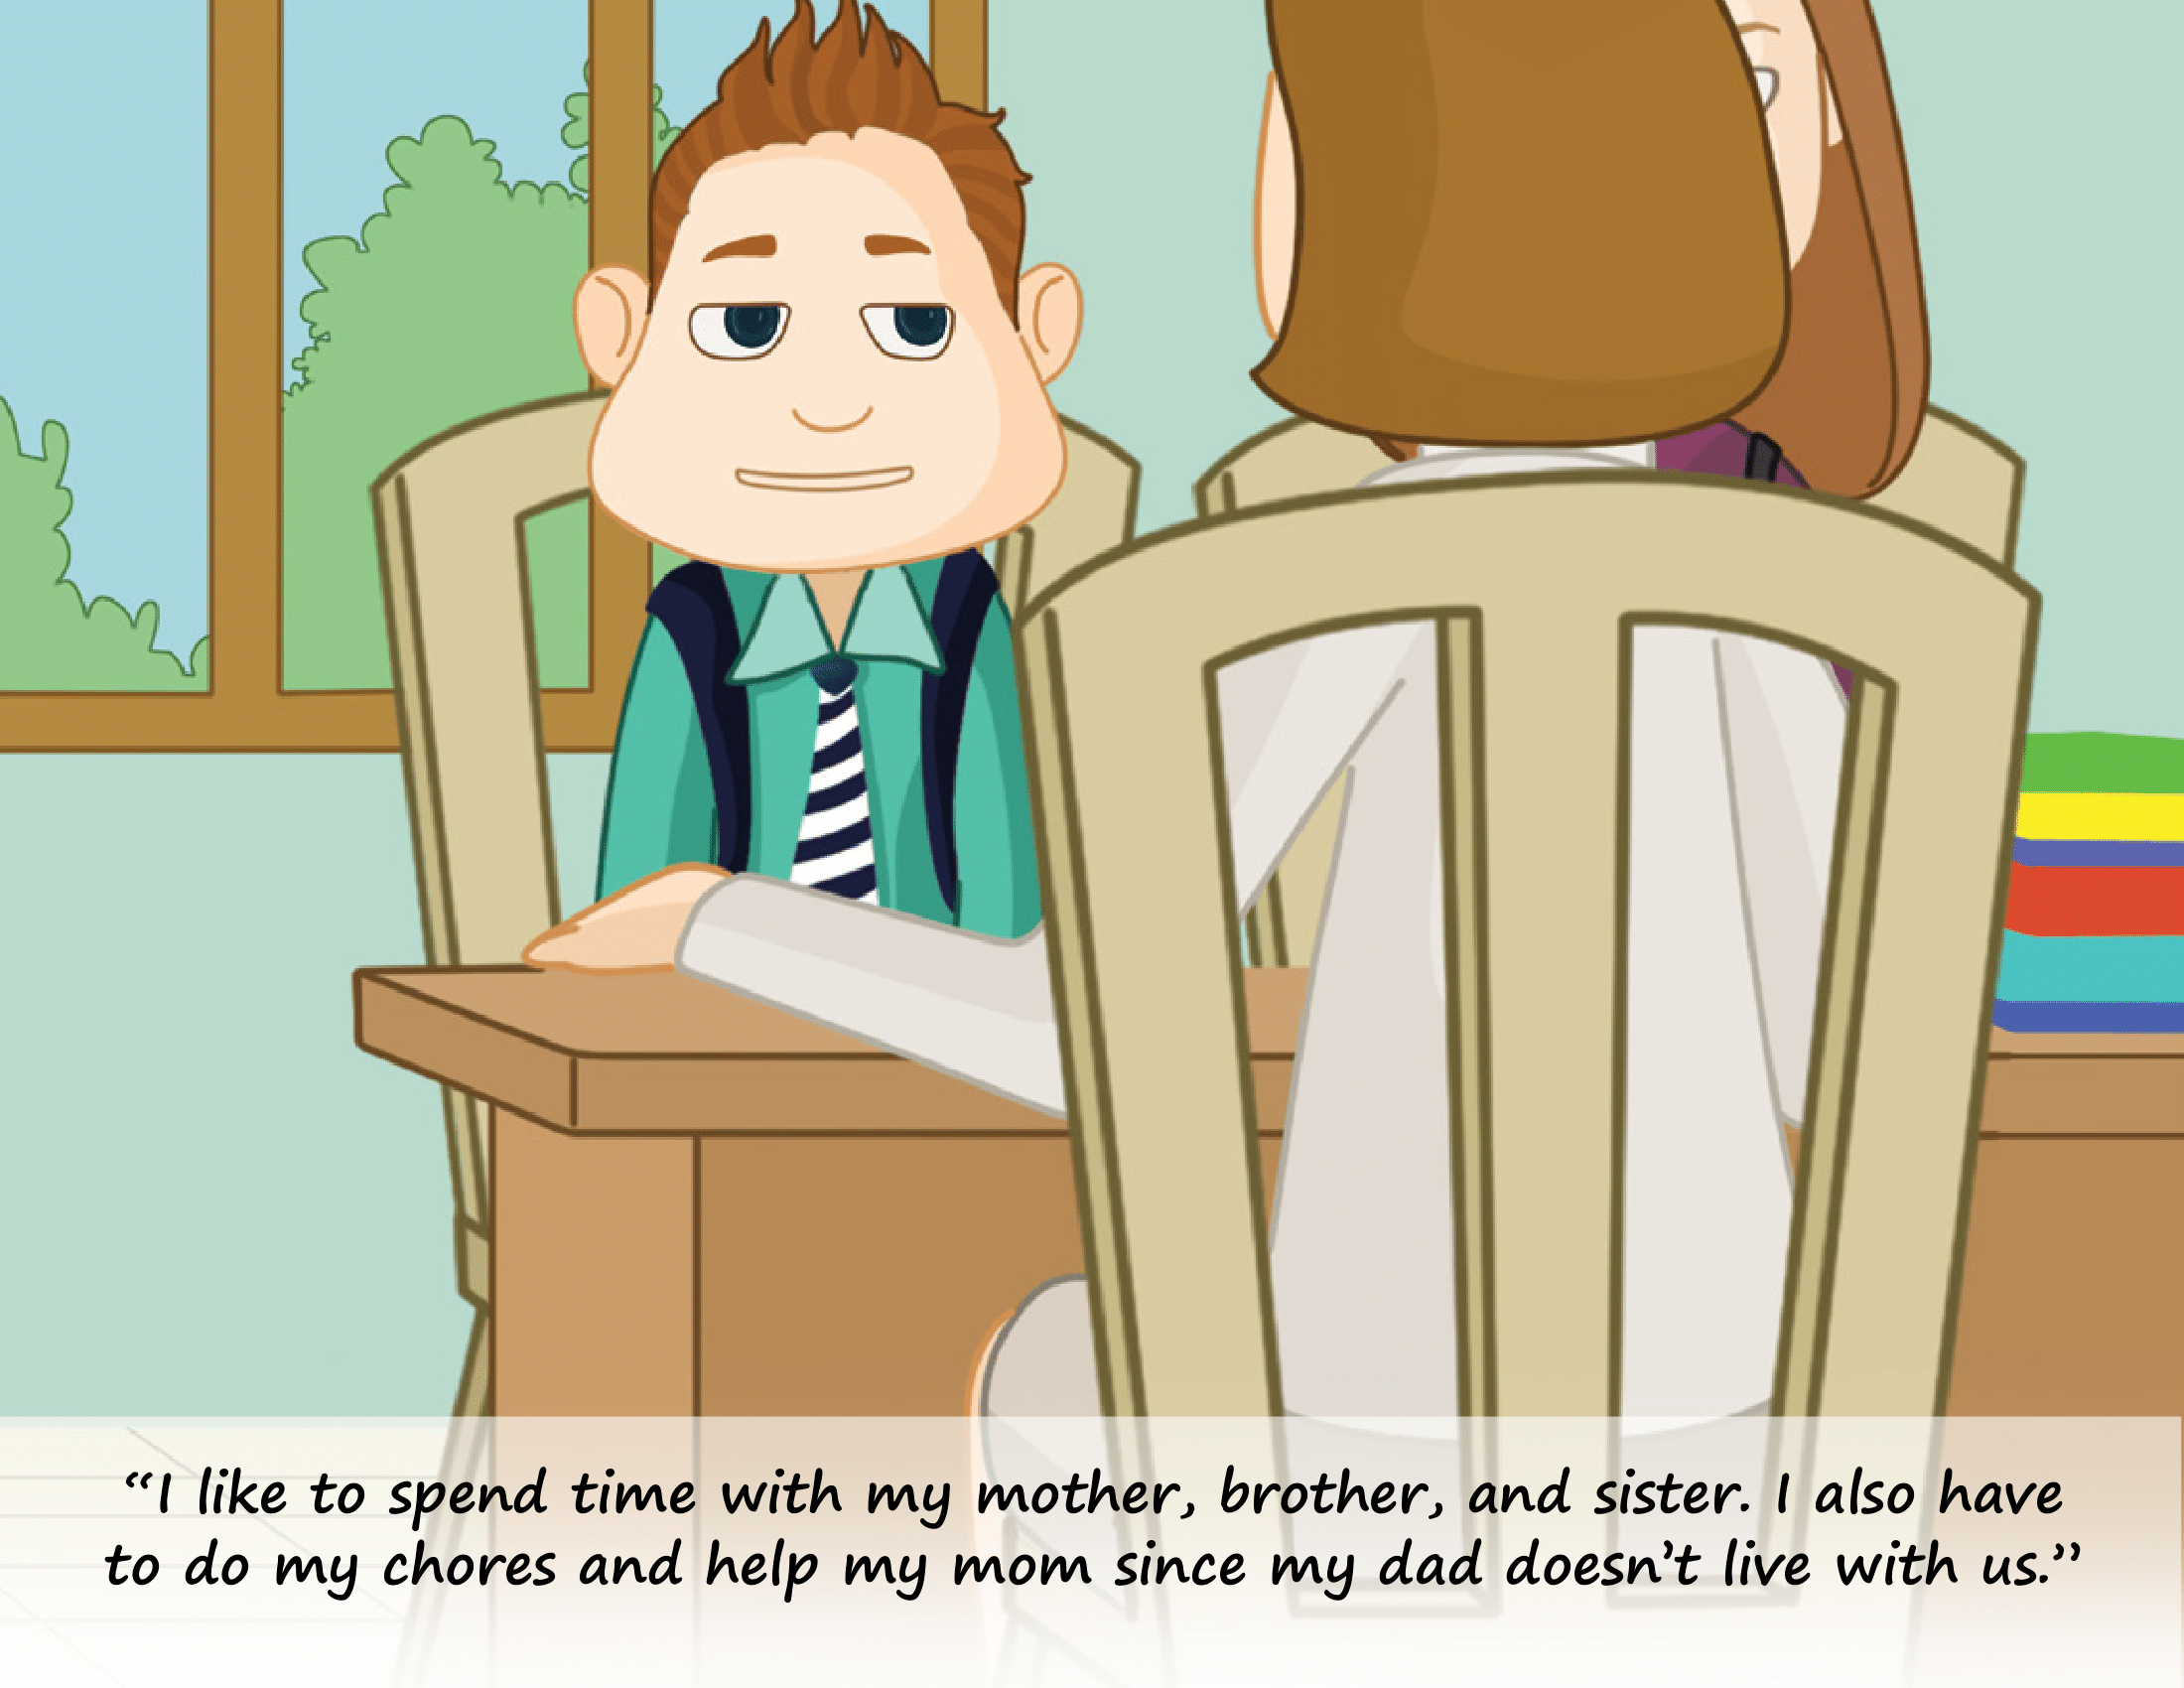 “I like to spend time with my mother, brother, and sister. I also have
to do my chores and help my mom since my dad doesn’t live with us.”